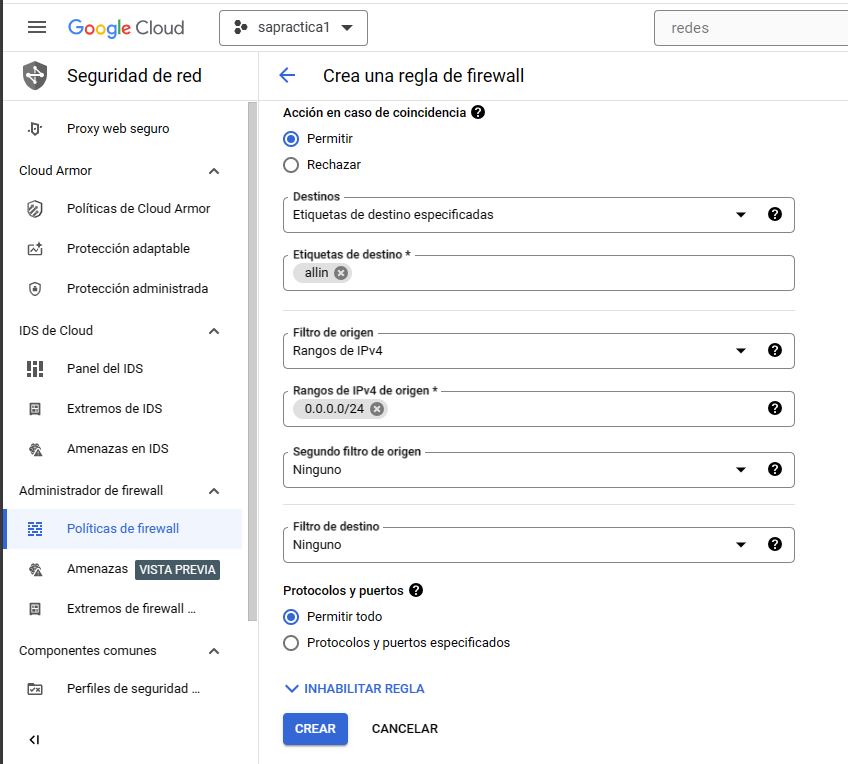 Google Cloud
sapractica1
redes
Seguridad de red
Crea una regla de firewall
Proxy web seguro
Cloud Armor
Políticas de Cloud Armor
Protección adaptable
Protección administrada
IDS de Cloud
Panel del IDS
Extremos de IDS
Amenazas en IDS
Administrador de firewall
Políticas de firewall
Amenazas VISTA PREVIA
Extremos de firewall ...
Componentes comunes
Perfiles de seguridad ...
Acción en caso de coincidencia
Permitir
Rechazar
Destinos
Etiquetas de destino especificadas
Etiquetas de destino *
allin
Filtro de origen
Rangos de IPv4
Rangos de IPv4 de origen *
0.0.0.0/24
Segundo filtro de origen
Ninguno
Filtro de destino
Ninguno
Protocolos y puertos
Permitir todo
Protocolos y puertos especificados
INHABILITAR REGLA
CREAR
CANCELAR